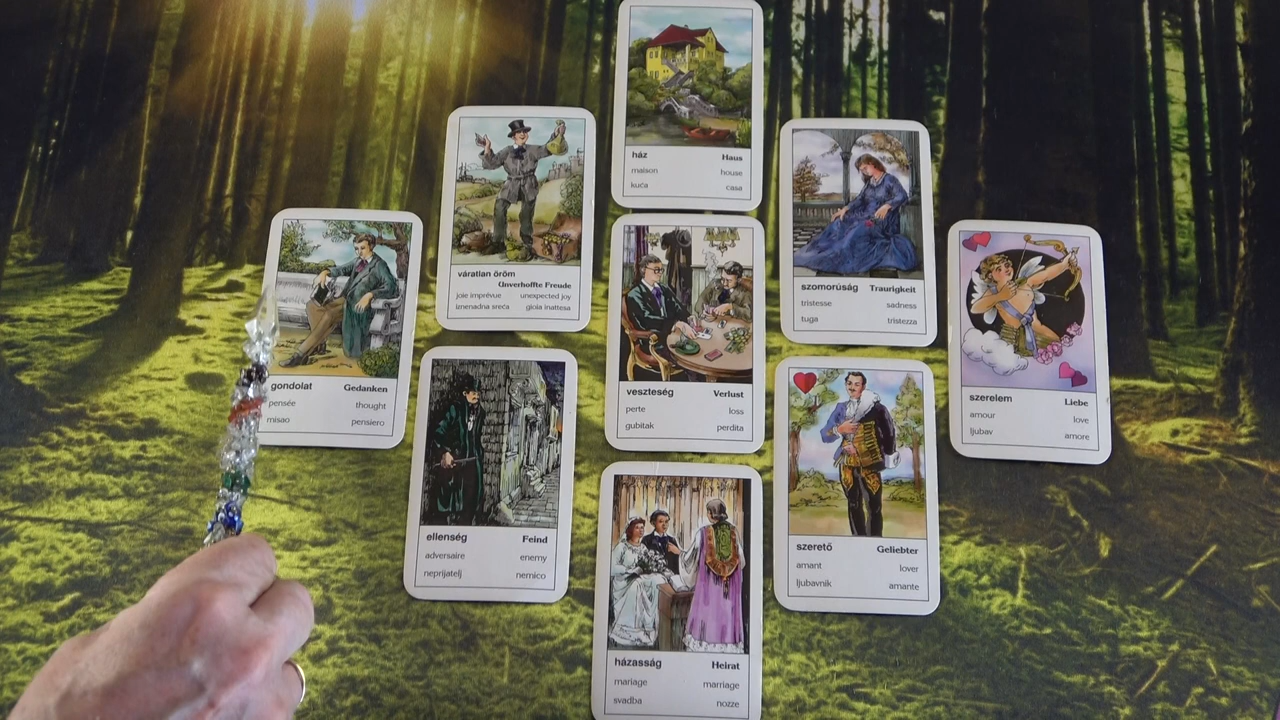 ház Haus
maison house
kuća casa
váratlan öröm
Unverhoffte Freude
joie imprévue unexpected joy
iznenadna sreća gioia inattesa
szomorúság Traurigkeit
tristesse sadness
tuga tristezza
gondolat Gedanken
pensée thought
misao pensiero
veszteség Verlust
perte loss
gubitak perdita
szerelem Liebe
amour love
ljubav amore
ellenség Feind
adversaire enemy
neprijatelj nemico
szerető Geliebter
amant lover
ljubavnik amante
házasság Heirat
mariage marriage
svadba nozze